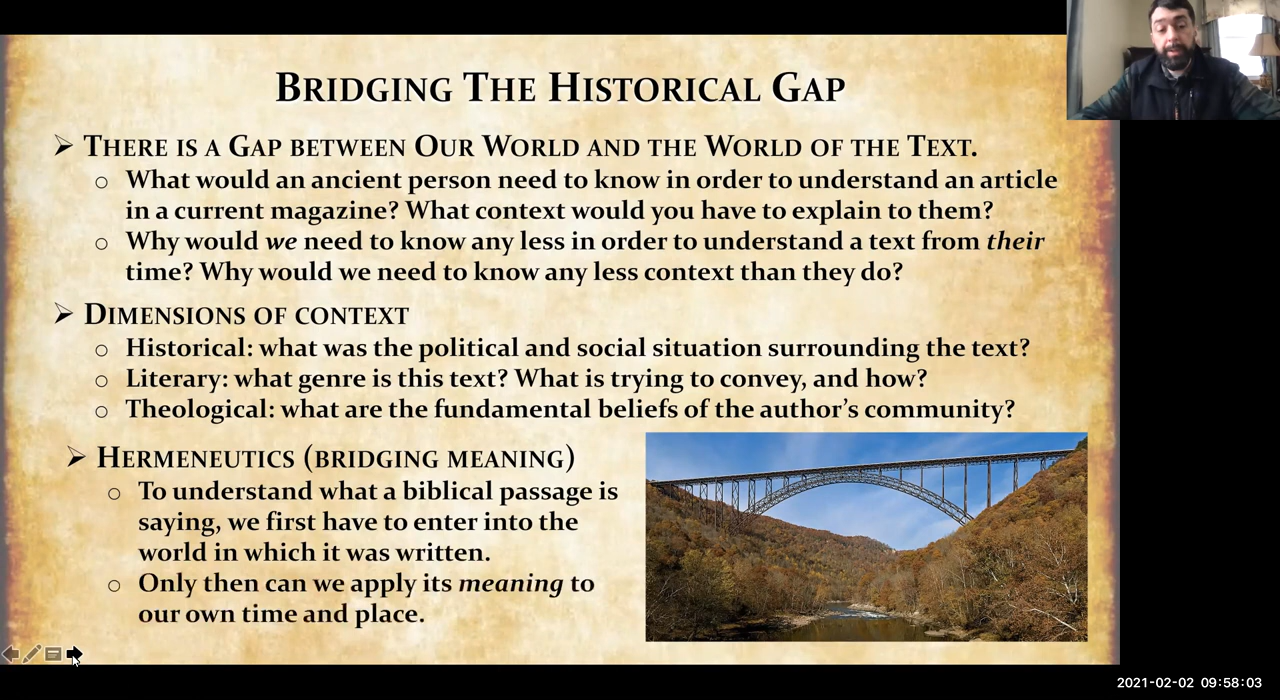 Bridging The Historical Gap
There is a Gap between Our World and the World of the Text.
What would an ancient person need to know in order to understand an article
in a current magazine? What context would you have to explain to them?
Why would we need to know any less in order to understand a text from their
time? Why would we need to know any less context than they do?
Dimensions of context
Historical: what was the political and social situation surrounding the text?
Literary: what genre is this text? What is trying to convey, and how?
Theological: what are the fundamental beliefs of the author’s community?
Hermeneutics (bridging meaning)
To understand what a biblical passage is
saying, we first have to enter into the
world in which it was written.
Only then can we apply its meaning to
our own time and place.
2021-02-02 09:58:03